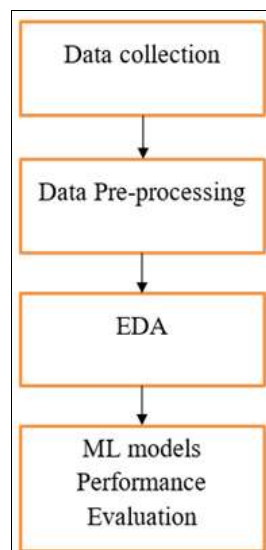 Data collection
Data Pre-processing
EDA
ML models
Performance
Evaluation